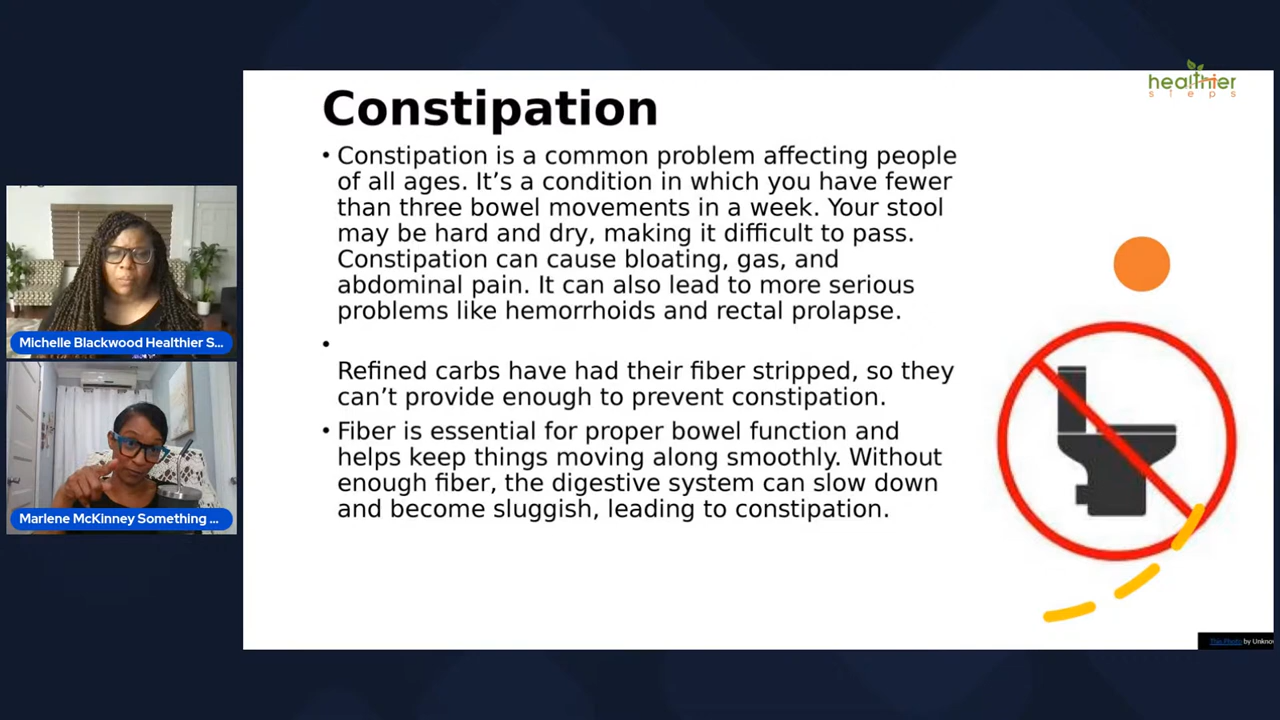 healthier
steps
Constipation
• Constipation is a common problem affecting people
of all ages. It’s a condition in which you have fewer
than three bowel movements in a week. Your stool
may be hard and dry, making it difficult to pass.
Constipation can cause bloating, gas, and
abdominal pain. It can also lead to more serious
problems like hemorrhoids and rectal prolapse.
•
Refined carbs have had their fiber stripped, so they
can’t provide enough to prevent constipation.
• Fiber is essential for proper bowel function and
helps keep things moving along smoothly. Without
enough fiber, the digestive system can slow down
and become sluggish, leading to constipation.
Michelle Blackwood Healthier S...
Marlene McKinney Something ...
This Photo by Unkno